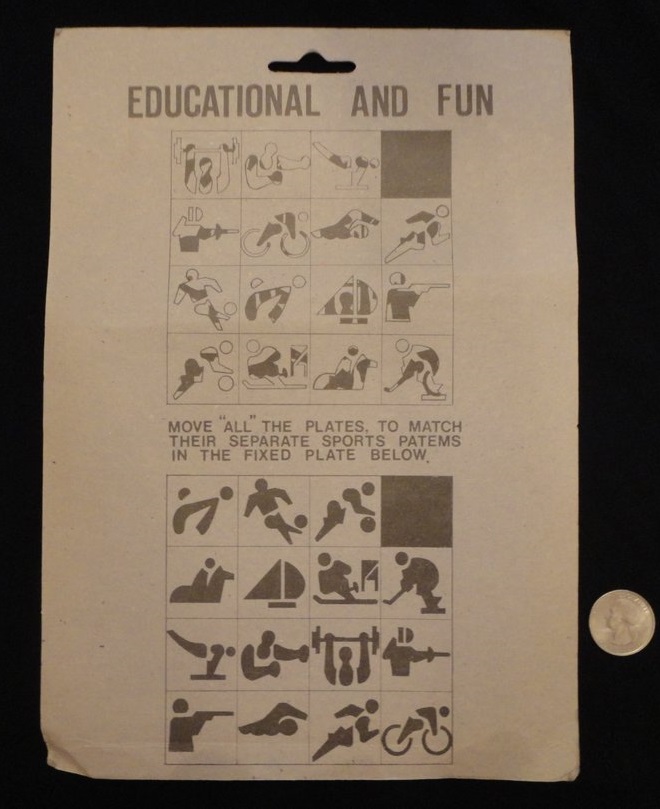 EDUCATIONAL AND FUN
MOVE "ALL" THE PLATES, TO MATCH
THEIR SEPARATE SPORTS PATEMS
IN THE FIXED PLATE BELOW.